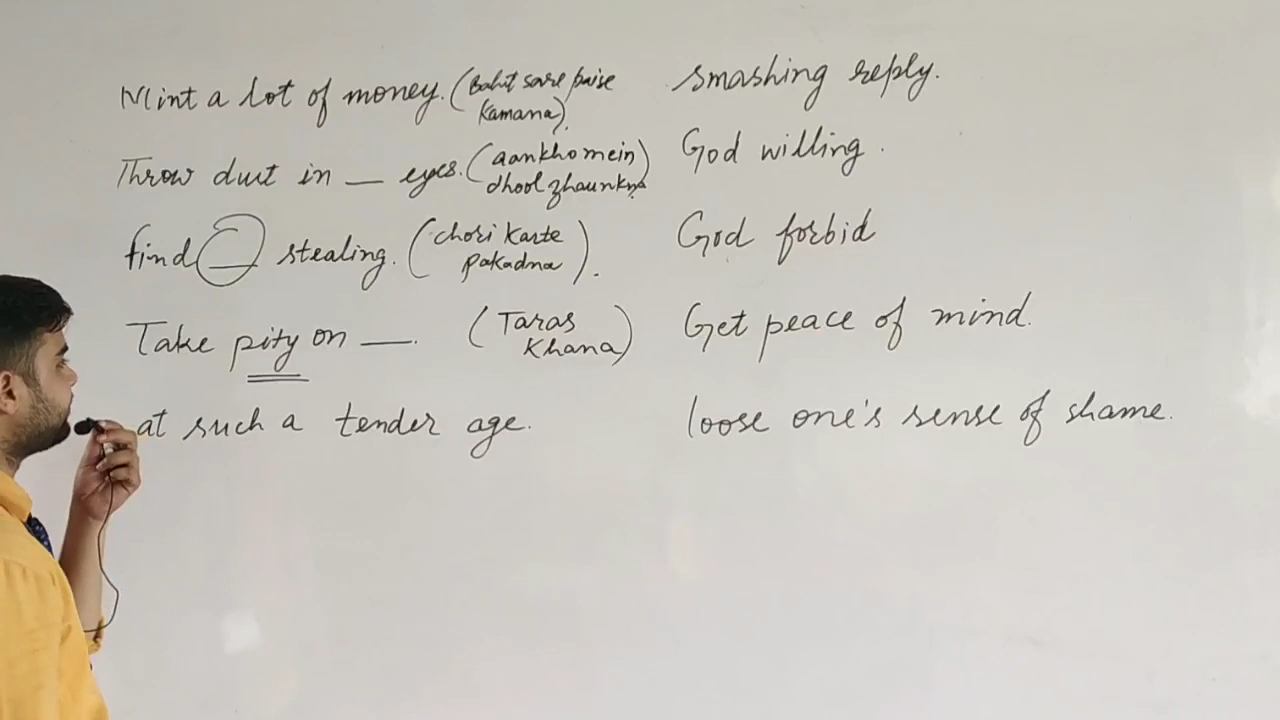 Mint a lot of money. (Bahut sare paise
Kamana).
Throw dust in __ eyes. (aankho mein
dhool zhaunkna)
find __ stealing. (chori karte
pakadna).
Take pity on __. (Taras
Khana)
at such a tender age.
smashing reply.
God willing.
God forbid
Get peace of mind.
loose one's sense of shame.